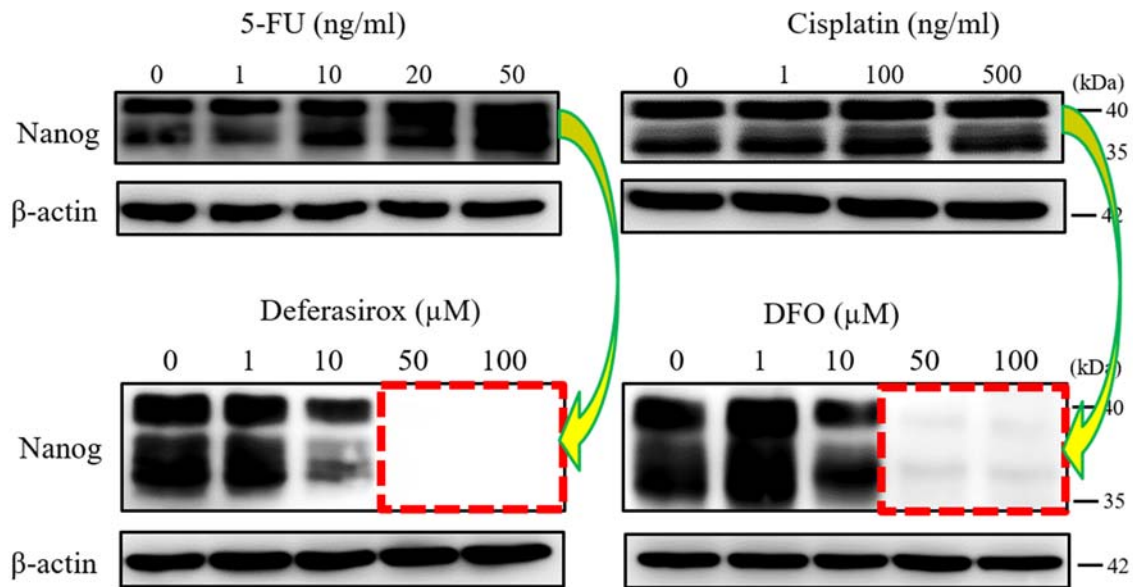 5-FU (ng/ml) Cisplatin (ng/ml)
0 1 10 20 50 0 1 100 500 (kDa)
Nanog 40
35
β-actin 42
Deferasirox (µM) DFO (µM)
0 1 10 50 100 0 1 10 50 100 (kDa)
Nanog 40
35
β-actin 42